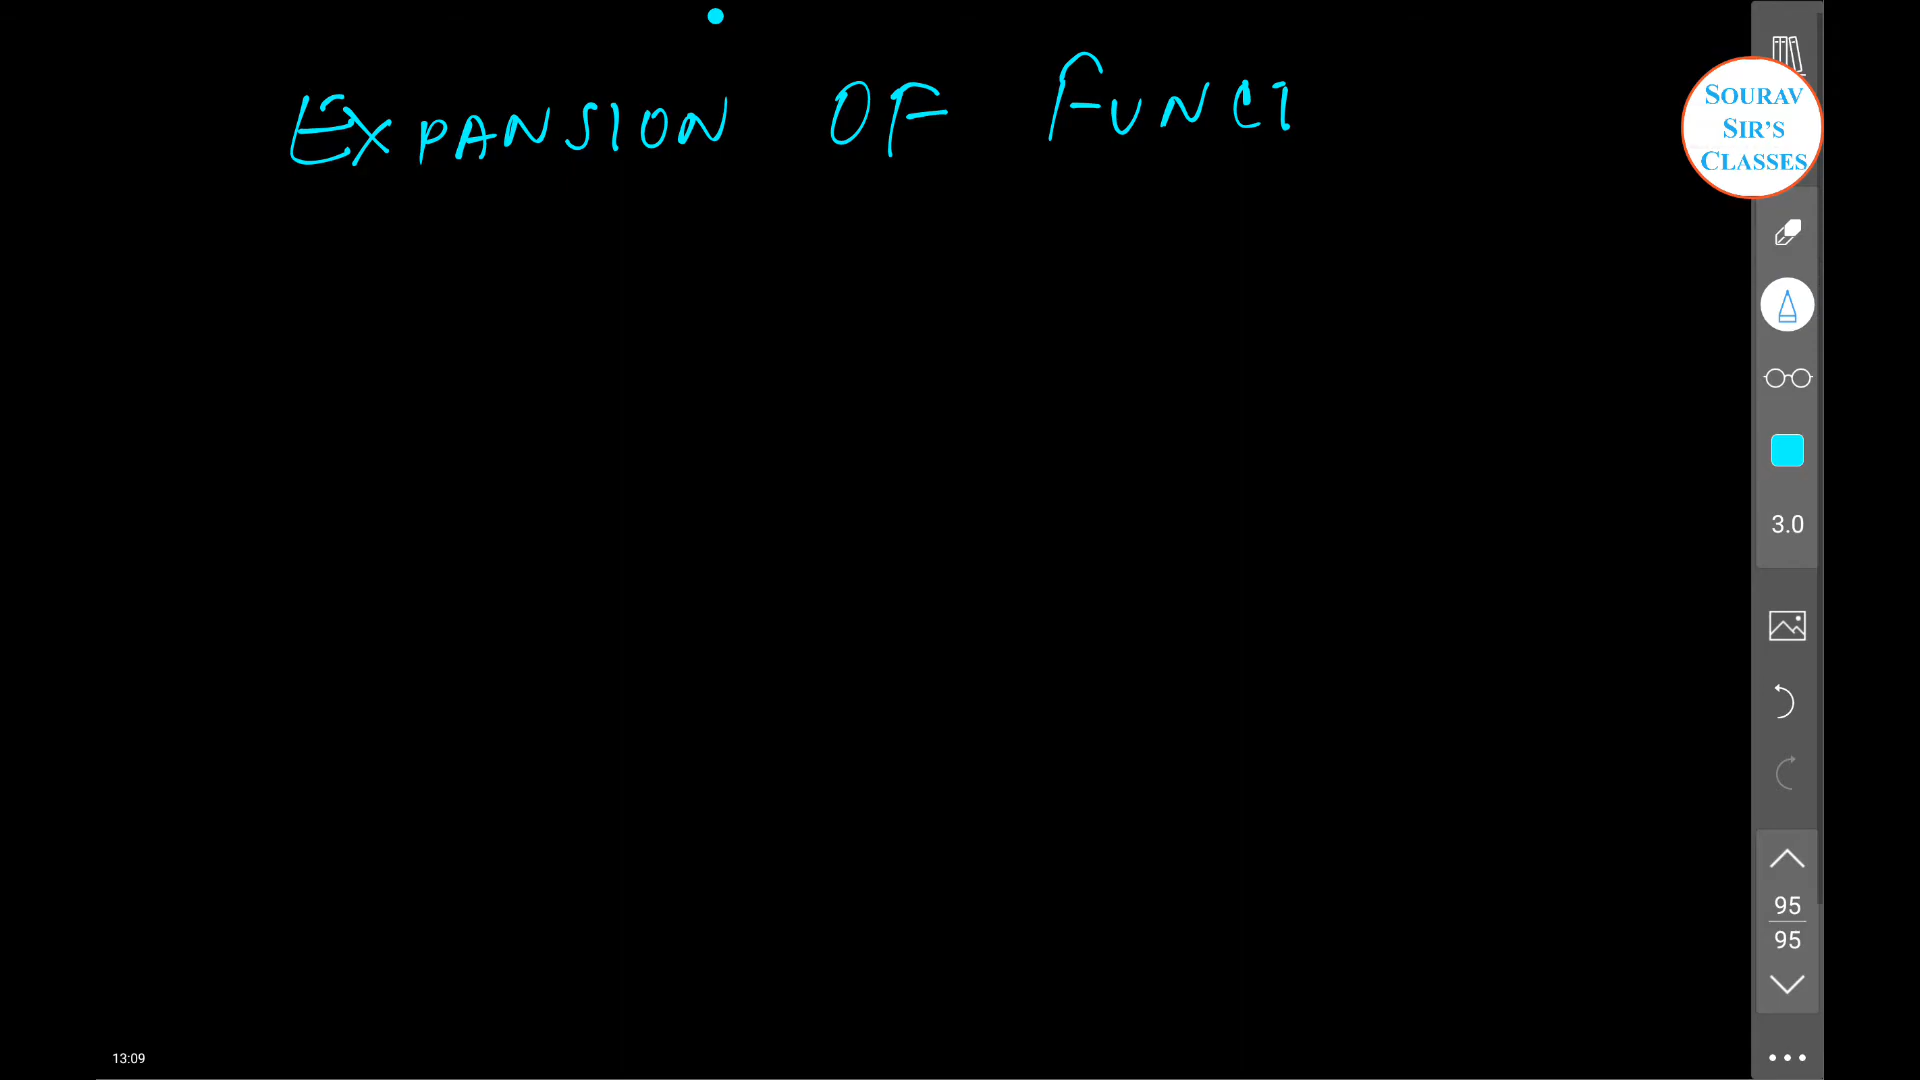 EXPANSION OF FUNCT
SOURAV
SIR'S
CLASSES
3.0
95
95
13:09